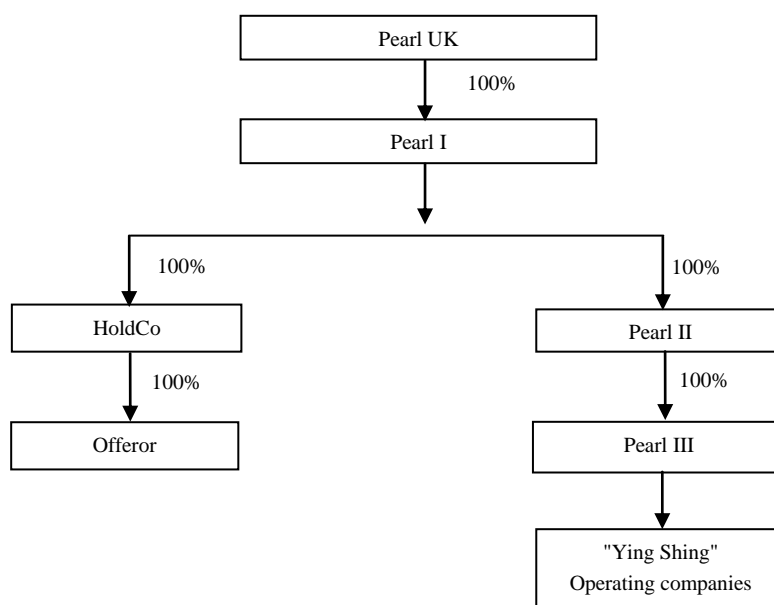 Pearl UK
100%
Pearl I
100%
100%
HoldCo
Pearl II
100%
100%
Offeror
Pearl III
"Ying Shing"
Operating companies